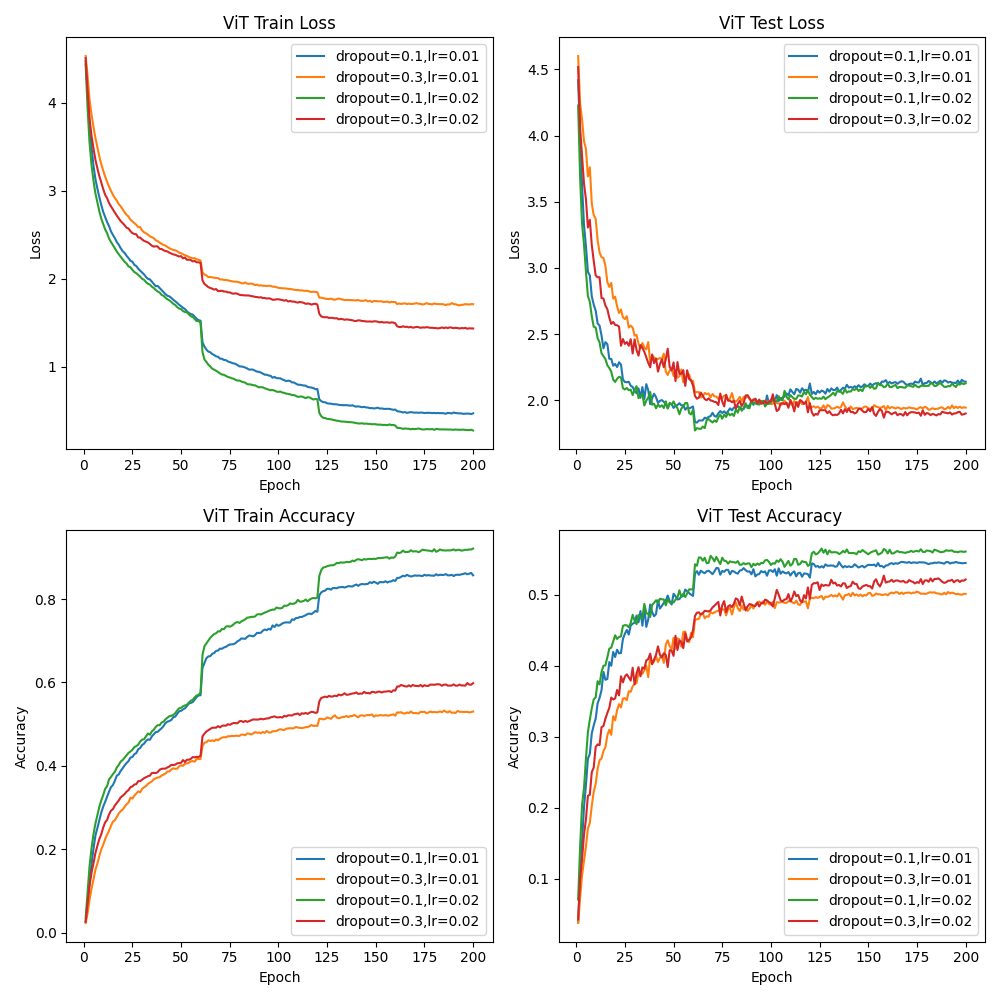 ViT Train Loss
dropout=0.1,lr=0.01
dropout=0.3,lr=0.01
dropout=0.1,lr=0.02
dropout=0.3,lr=0.02
4
3
2
1
Loss
0 25 50 75 100 125 150 175 200
Epoch
ViT Test Loss
dropout=0.1,lr=0.01
dropout=0.3,lr=0.01
dropout=0.1,lr=0.02
dropout=0.3,lr=0.02
4.5
4.0
3.5
3.0
2.5
2.0
Loss
0 25 50 75 100 125 150 175 200
Epoch
ViT Train Accuracy
0.8
0.6
0.4
0.2
0.0
Accuracy
dropout=0.1,lr=0.01
dropout=0.3,lr=0.01
dropout=0.1,lr=0.02
dropout=0.3,lr=0.02
0 25 50 75 100 125 150 175 200
Epoch
ViT Test Accuracy
0.5
0.4
0.3
0.2
0.1
Accuracy
dropout=0.1,lr=0.01
dropout=0.3,lr=0.01
dropout=0.1,lr=0.02
dropout=0.3,lr=0.02
0 25 50 75 100 125 150 175 200
Epoch